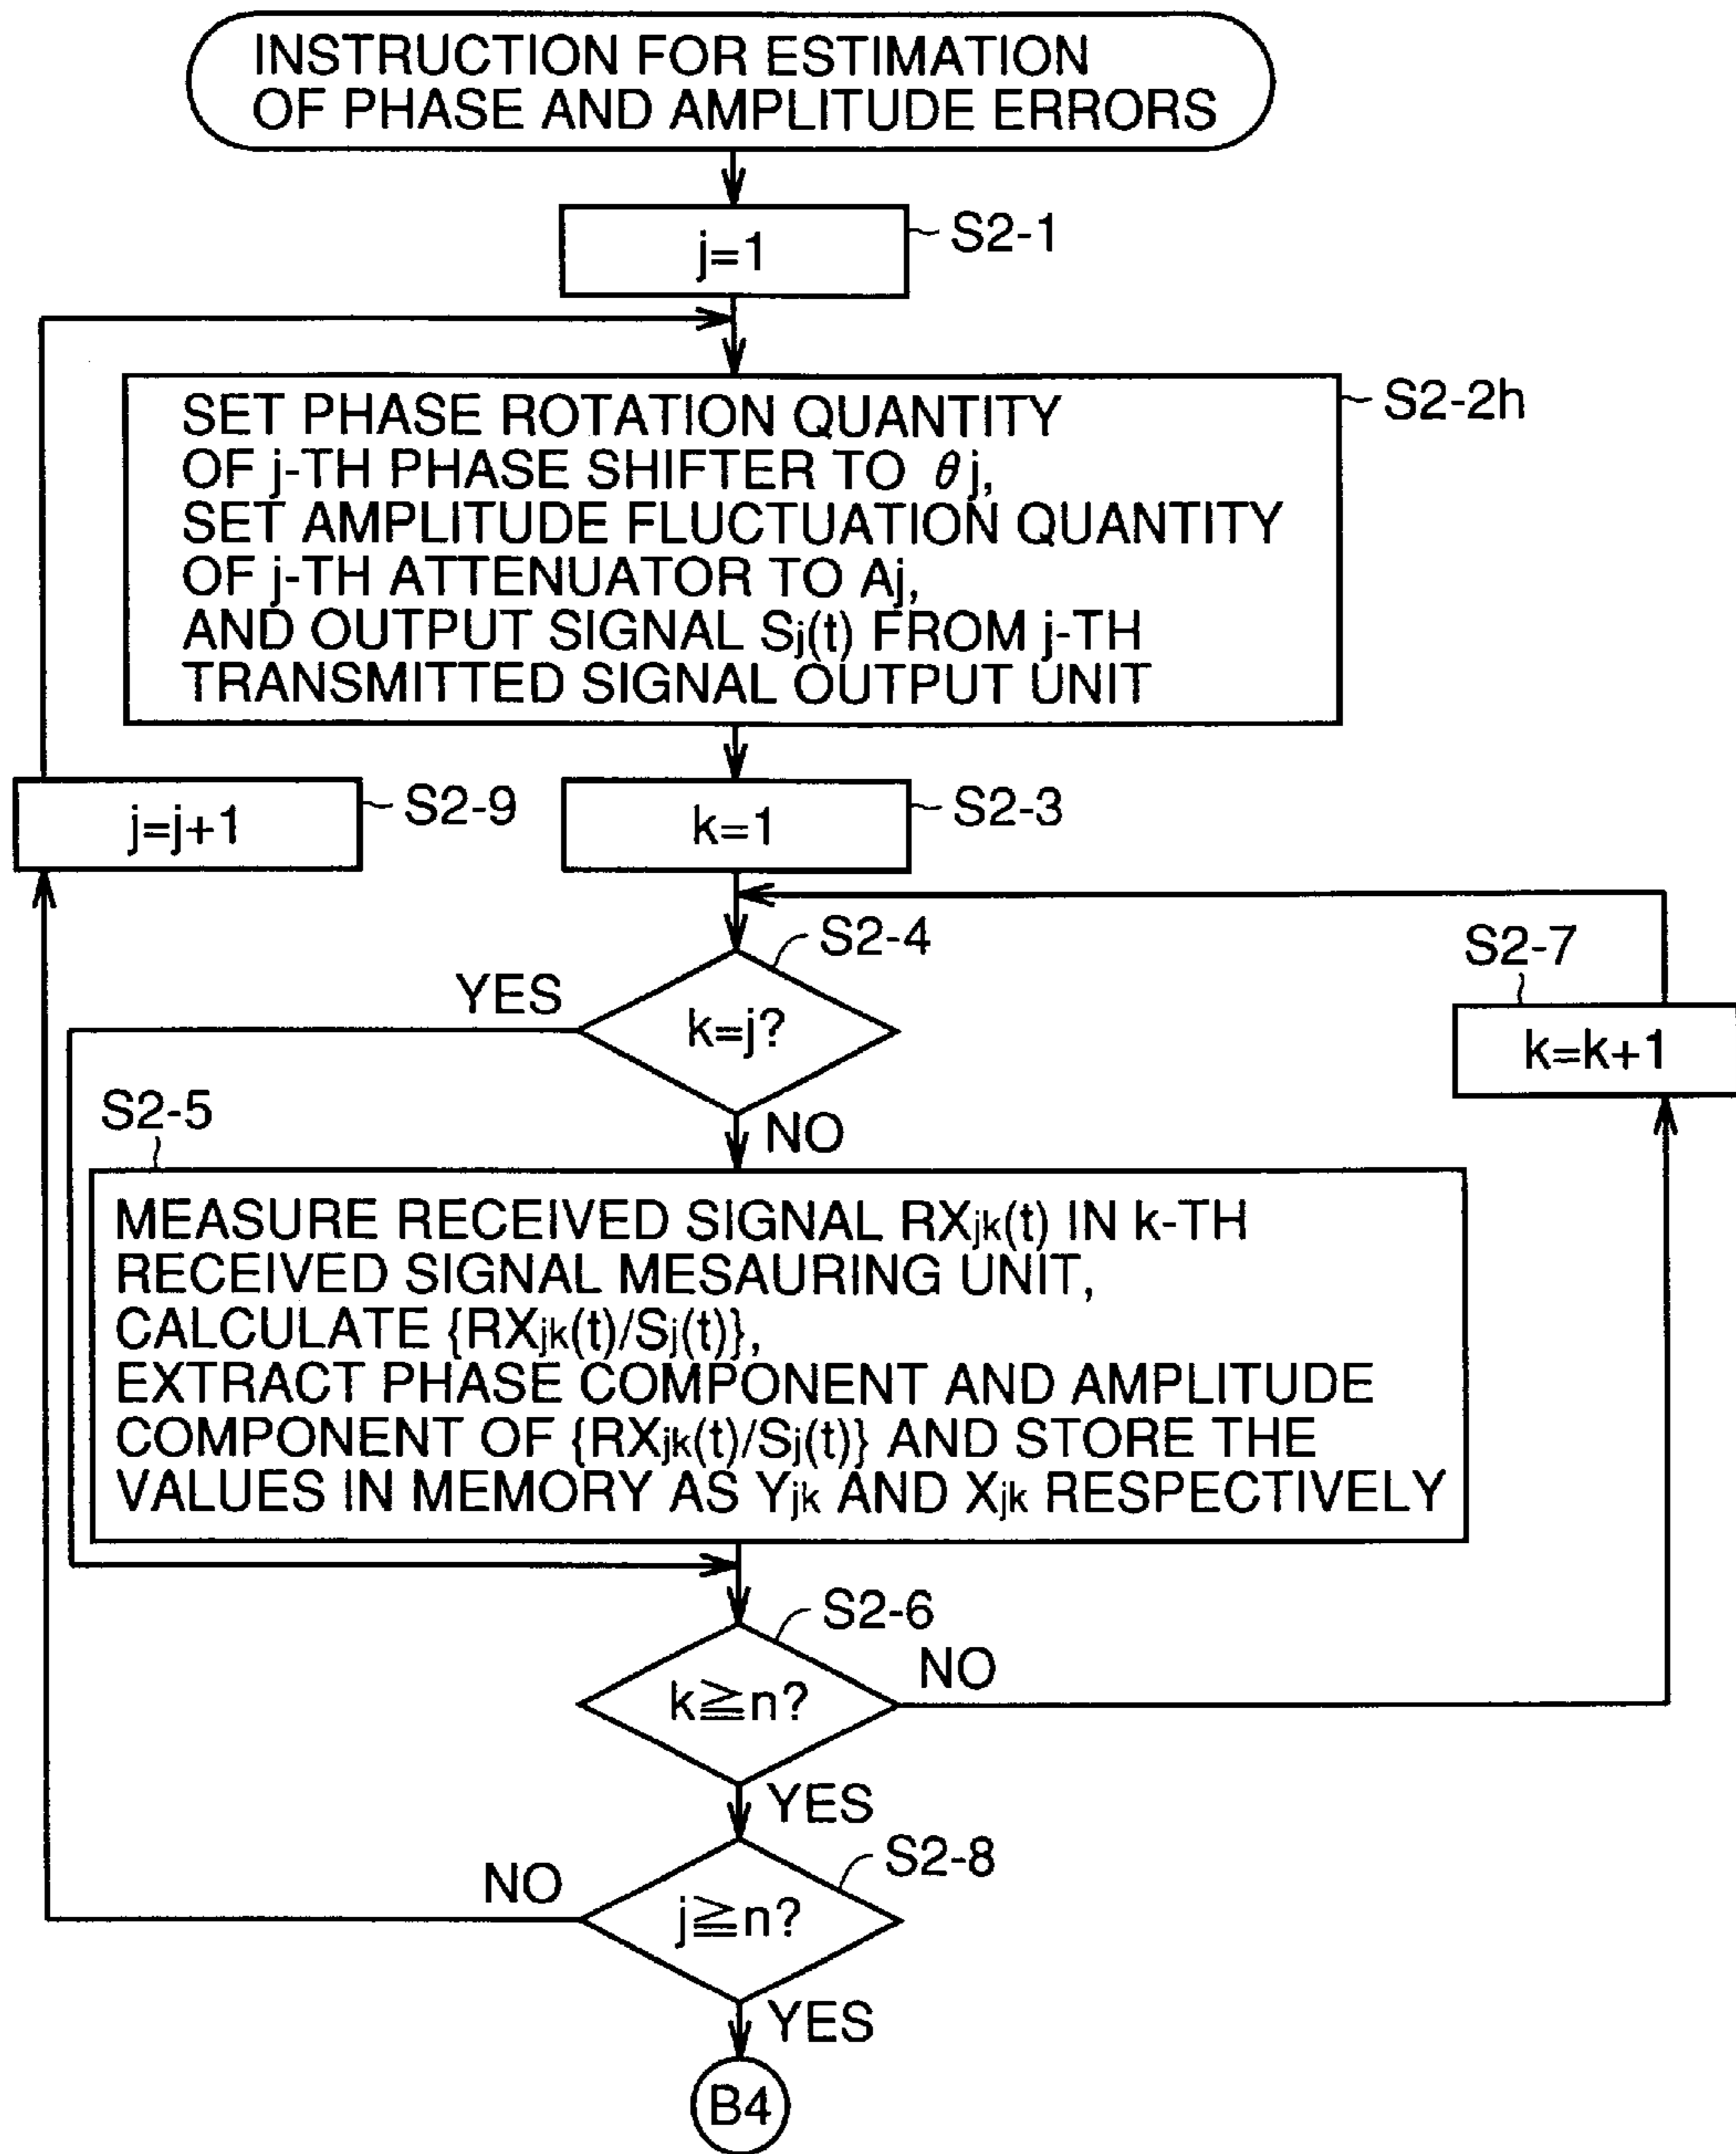 INSTRUCTION FOR ESTIMATION
OF PHASE AND AMPLITUDE ERRORS
j=1
S2-1
SET PHASE ROTATION QUANTITY
OF j-TH PHASE SHIFTER TO θj,
SET AMPLITUDE FLUCTUATION QUANTITY
OF j-TH ATTENUATOR TO Aj,
AND OUTPUT SIGNAL Sj(t) FROM j-TH
TRANSMITTED SIGNAL OUTPUT UNIT
S2-2h
j=j+1
S2-9
k=1
S2-3
S2-4
YES
k=j?
NO
S2-7
k=k+1
S2-5
MEASURE RECEIVED SIGNAL RXjk(t) IN k-TH
RECEIVED SIGNAL MESAURING UNIT,
CALCULATE {RXjk(t)/Sj(t)},
EXTRACT PHASE COMPONENT AND AMPLITUDE
COMPONENT OF {RXjk(t)/Sj(t)} AND STORE THE
VALUES IN MEMORY AS Yjk AND Xjk RESPECTIVELY
S2-6
k≧n?
NO
YES
S2-8
NO
j≧n?
YES
B4